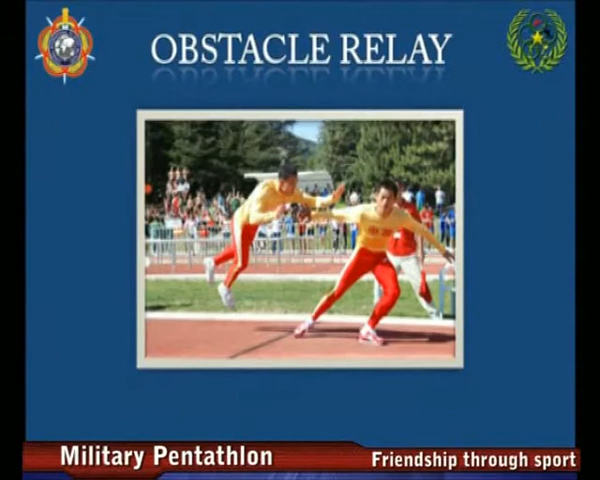 OBSTACLE RELAY
Military Pentathlon
Friendship through sport